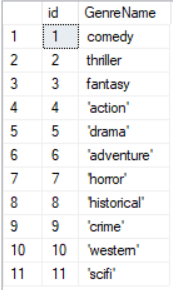 id GenreName
1 1 comedy
2 2 thriller
3 3 fantasy
4 4 'action'
5 5 'drama'
6 6 'adventure'
7 7 'horror'
8 8 'historical'
9 9 'crime'
10 10 'western'
11 11 'scifi'